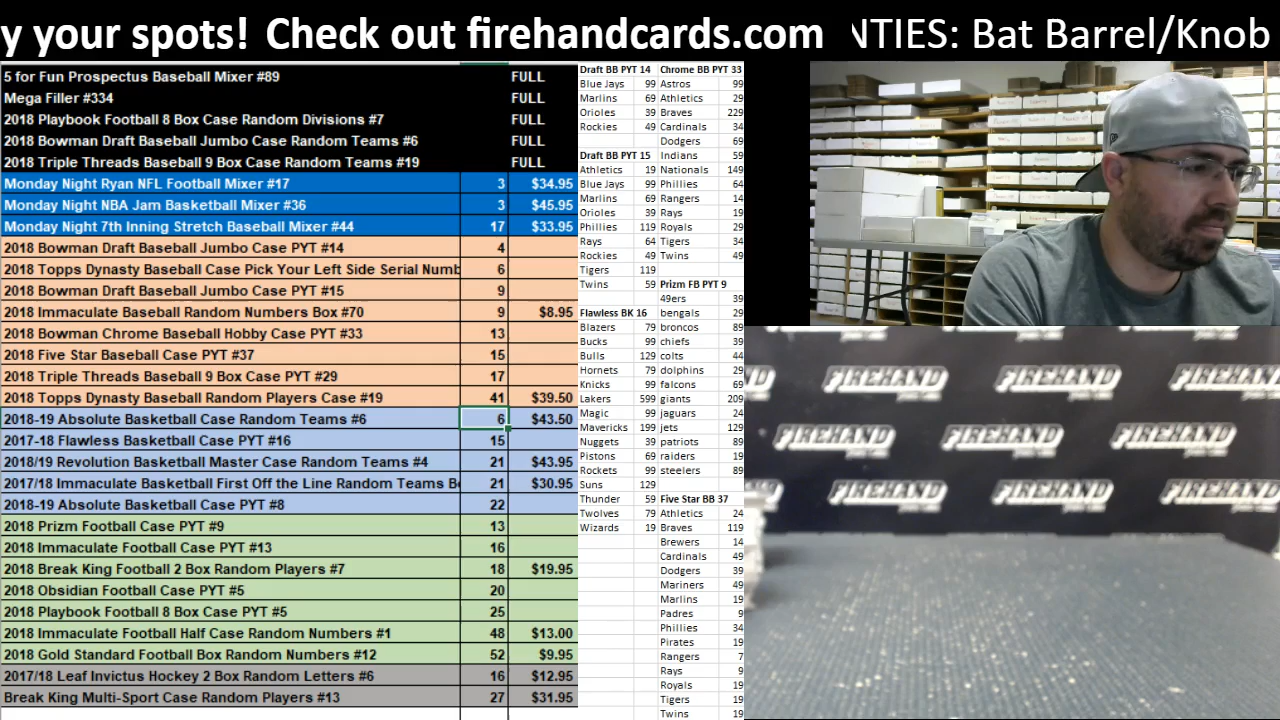 y your spots! Check out firehandcards.com
NTIES: Bat Barrel/Knob
5 for Fun Prospectus Baseball Mixer #89 FULL
Mega Filler #334 FULL
2018 Playbook Football 8 Box Case Random Divisions #7 FULL
2018 Bowman Draft Baseball Jumbo Case Random Teams #6 FULL
2018 Triple Threads Baseball 9 Box Case Random Teams #19 FULL
Monday Night Ryan NFL Football Mixer #17 3 $34.95
Monday Night NBA Jam Basketball Mixer #36 3 $45.95
Monday Night 7th Inning Stretch Baseball Mixer #44 17 $33.95
2018 Bowman Draft Baseball Jumbo Case PYT #14 4
2018 Topps Dynasty Baseball Case Pick Your Left Side Serial Numb 6
2018 Bowman Draft Baseball Jumbo Case PYT #15 9
2018 Immaculate Baseball Random Numbers Box #70 9 $8.95
2018 Bowman Chrome Baseball Hobby Case PYT #33 13
2018 Five Star Baseball Case PYT #37 15
2018 Triple Threads Baseball 9 Box Case PYT #29 17
2018 Topps Dynasty Baseball Random Players Case #19 41 $39.50
2018-19 Absolute Basketball Case Random Teams #6 6 $43.50
2017-18 Flawless Basketball Case PYT #16 15
2018/19 Revolution Basketball Master Case Random Teams #4 21 $43.95
2017/18 Immaculate Basketball First Off the Line Random Teams Bo 21 $30.95
2018-19 Absolute Basketball Case PYT #8 22
2018 Prizm Football Case PYT #9 13
2018 Immaculate Football Case PYT #13 16
2018 Break King Football 2 Box Random Players #7 18 $19.95
2018 Obsidian Football Case PYT #5 20
2018 Playbook Football 8 Box Case PYT #5 25
2018 Immaculate Football Half Case Random Numbers #1 48 $13.00
2018 Gold Standard Football Box Random Numbers #12 52 $9.95
2017/18 Leaf Invictus Hockey 2 Box Random Letters #6 16 $12.95
Break King Multi-Sport Case Random Players #13 27 $31.95
Draft BB PYT 14
Blue Jays 99
Marlins 69
Orioles 39
Rockies 49
Draft BB PYT 15
Athletics 19
Blue Jays 99
Marlins 69
Orioles 39
Phillies 119
Rays 64
Rockies 49
Tigers 119
Twins 59
Flawless BK 16
Blazers 79
Bucks 99
Bulls 129
Hornets 79
Knicks 99
Lakers 599
Magic 99
Mavericks 199
Nuggets 39
Pistons 69
Rockets 99
Suns 129
Thunder 59
Twolves 79
Wizards 19
Chrome BB PYT 33
Astros 99
Athletics 29
Braves 229
Cardinals 34
Dodgers 69
Indians 59
Nationals 149
Phillies 64
Rangers 14
Rays 19
Royals 29
Tigers 34
Twins 49
Prizm FB PYT 9
49ers 39
bengals 29
broncos 89
chiefs 39
colts 44
dolphins 29
falcons 69
giants 209
jaguars 24
jets 129
patriots 89
raiders 19
steelers 89
Five Star BB 37
Athletics 24
Braves 119
Brewers 14
Cardinals 49
Dodgers 39
Mariners 49
Marlins 19
Padres 9
Phillies 34
Pirates 19
Rangers 7
Rays 9
Royals 19
Tigers 19
Twins 19
FIREHAND FIREHAND
FIREHAND FIREHAND
FIREHAND FIREHAND